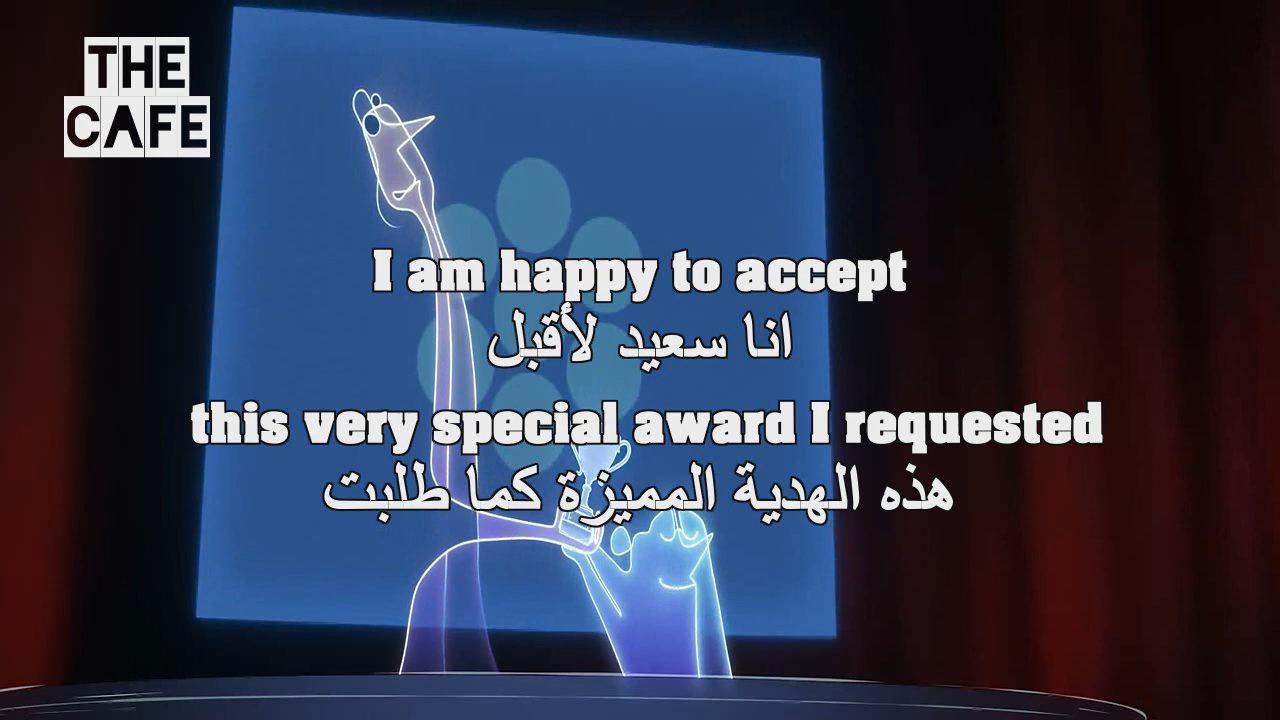 THE
CAFE
I am happy to accept
انا سعيد لأقبل
this very special award I requested
هذه الهدية المميزة كما طلبت